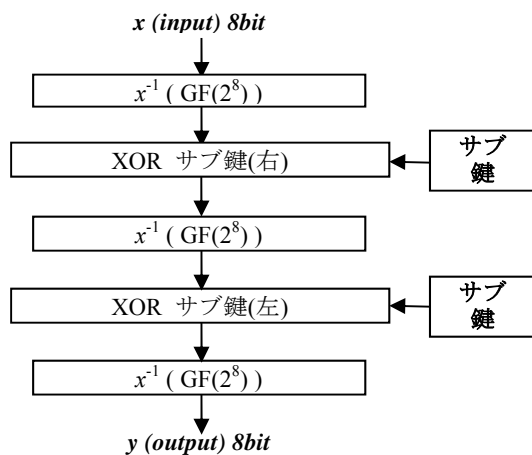 x (input) 8bit
x⁻¹ ( GF(2⁸) )
XOR サブ鍵(右)
サブ
鍵
x⁻¹ ( GF(2⁸) )
XOR サブ鍵(左)
サブ
鍵
x⁻¹ ( GF(2⁸) )
y (output) 8bit